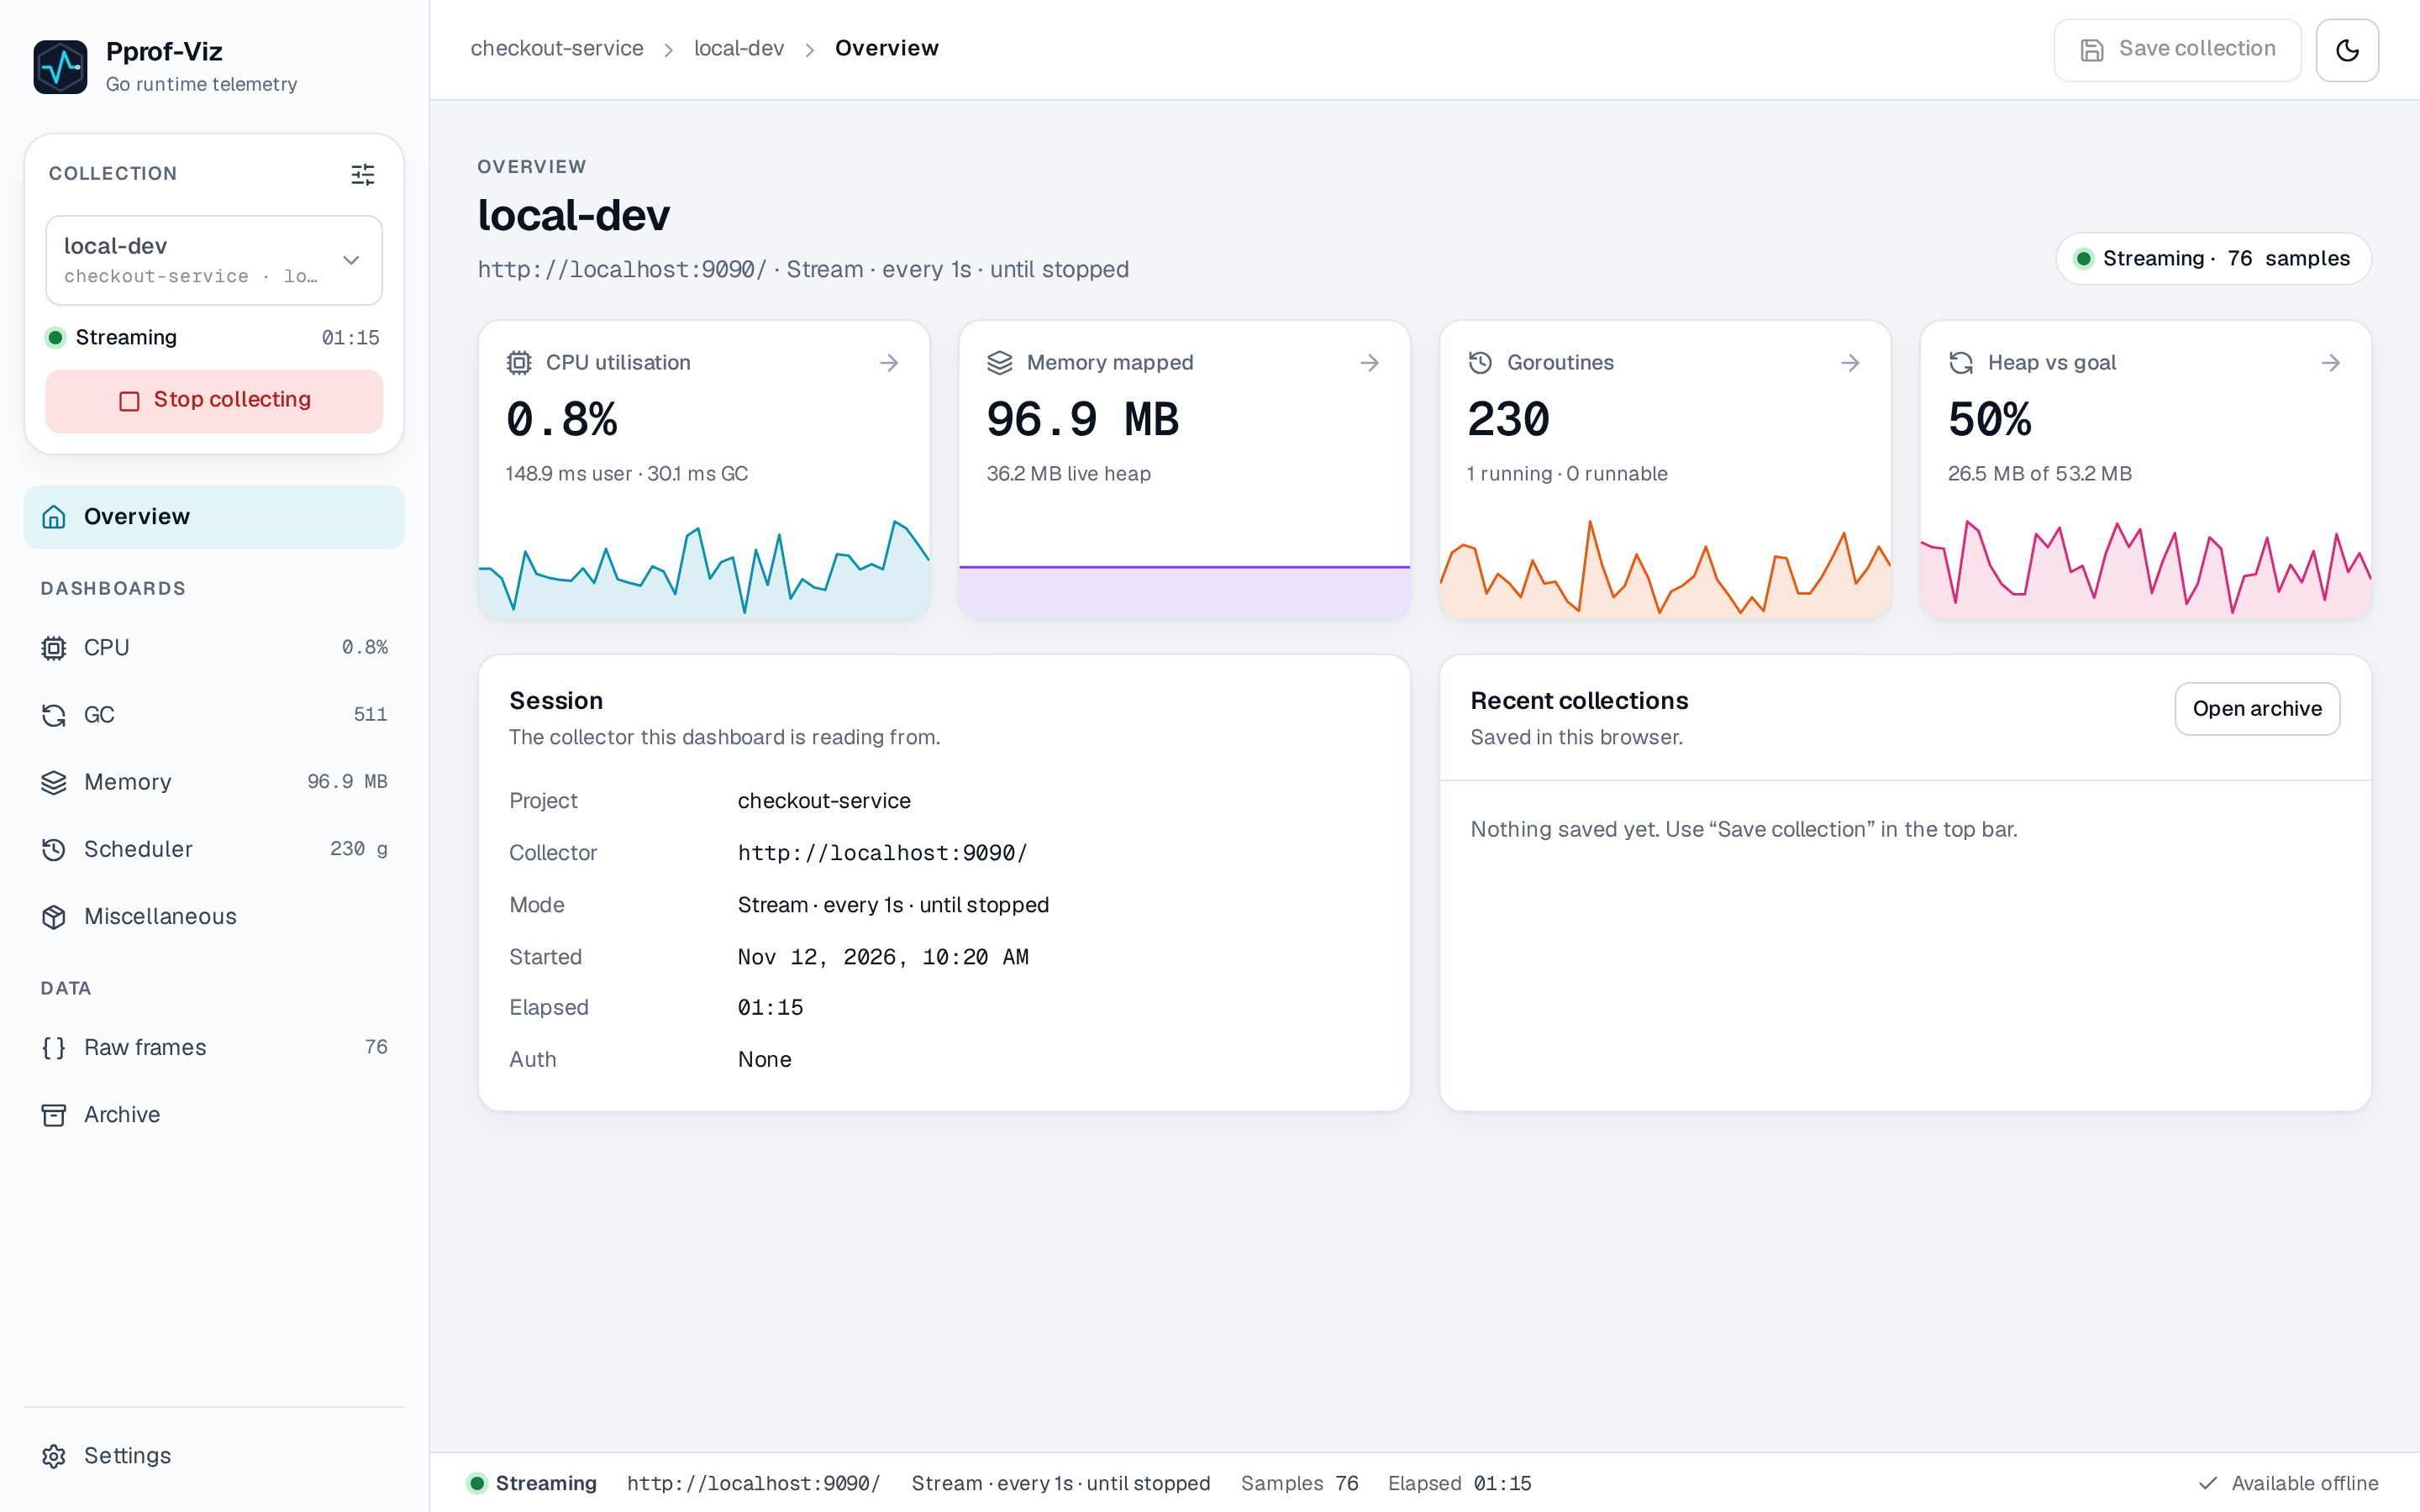 Pprof-Viz
Go runtime telemetry
COLLECTION
local-dev
checkout-service · lo…
Streaming 01:15
Stop collecting
Overview
DASHBOARDS
CPU 0.8%
GC 511
Memory 96.9 MB
Scheduler 230 g
Miscellaneous
DATA
Raw frames 76
Archive
Settings
checkout-service > local-dev > Overview
Save collection
OVERVIEW
local-dev
http://localhost:9090/ · Stream · every 1s · until stopped
Streaming · 76 samples
CPU utilisation
0.8%
148.9 ms user · 30.1 ms GC
Memory mapped
96.9 MB
36.2 MB live heap
Goroutines
230
1 running · 0 runnable
Heap vs goal
50%
26.5 MB of 53.2 MB
Session
The collector this dashboard is reading from.
Project checkout-service
Collector http://localhost:9090/
Mode Stream · every 1s · until stopped
Started Nov 12, 2026, 10:20 AM
Elapsed 01:15
Auth None
Recent collections
Saved in this browser.
Open archive
Nothing saved yet. Use “Save collection” in the top bar.
Streaming http://localhost:9090/ Stream · every 1s · until stopped Samples 76 Elapsed 01:15
Available offline